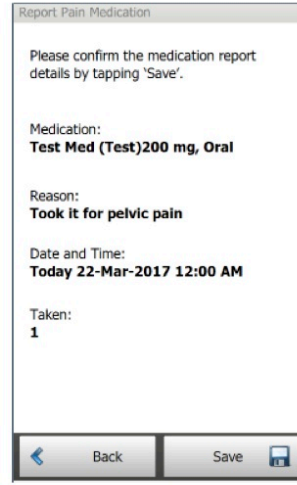 Report Pain Medication
Please confirm the medication report
details by tapping ‘Save’.
Medication:
Test Med (Test)200 mg, Oral
Reason:
Took it for pelvic pain
Date and Time:
Today 22-Mar-2017 12:00 AM
Taken:
1
Back
Save